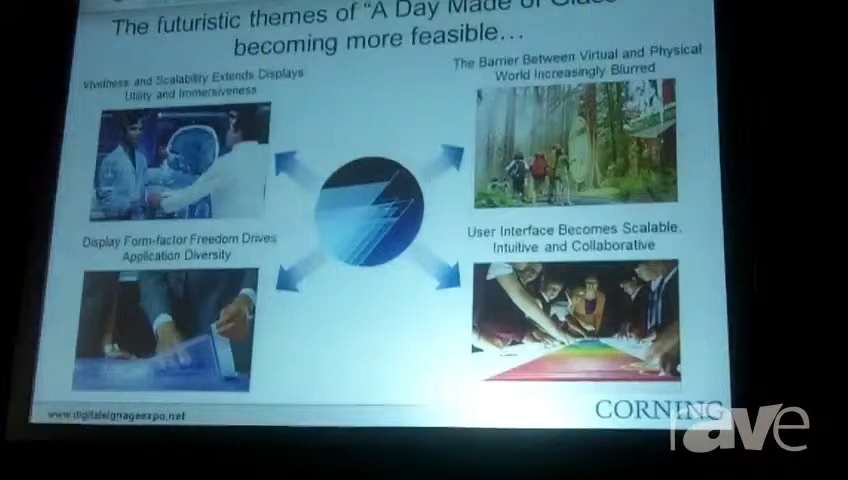 The futuristic themes of “A Day Made of Glass”
becoming more feasible…
Vividness and Scalability Extends Displays
Utility and Immersiveness
The Barrier Between Virtual and Physical
World Increasingly Blurred
Display Form-factor Freedom Drives
Application Diversity
User Interface Becomes Scalable,
Intuitive and Collaborative
www.digitalsignageexpo.net
CORNING
rave